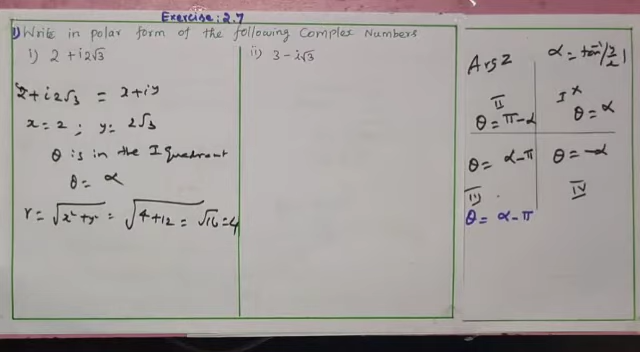 Exercise: 2.7
1) Write in polar form of the following Complex Numbers
i) 2 + i2√3
ii) 3 - i√3
2 + i2√3 = x + iy
x = 2 ; y = 2√3
θ is in the I Quadrant
θ = α
r = √x² + y² = √4 + 12 = √16 = 4
Arg Z
α = tan⁻¹ |y/x|
II
θ = π - α
I
θ = α
θ = α - π
III
θ = -α
IV
θ = α - π